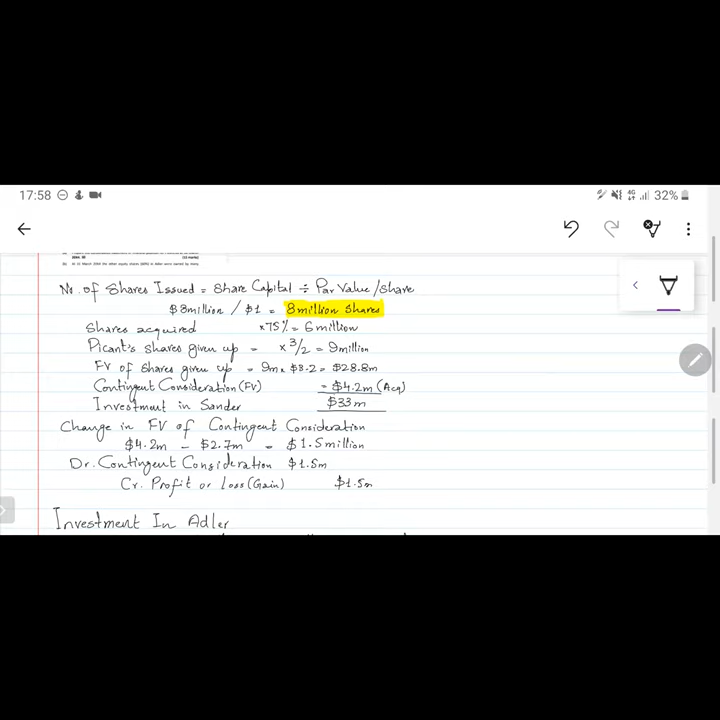 17:58 4G 32%
No. of Shares Issued = Share Capital ÷ Par Value/share
$8million / $1 = 8million Shares
Shares acquired ×75% = 6million
Picant's shares given up = × 3/2 = 9million
FV of shares given up = 9m× $3.2 = $28.8m
Contingent Consideration (FV) = $4.2m (Acq)
Investment in Sander $33m
Change in FV of Contingent Consideration
$4.2m - $2.7m = $1.5million
Dr. Contingent Consideration $1.5m
Cr. Profit or Loss (Gain) $1.5m
Investment In Adler